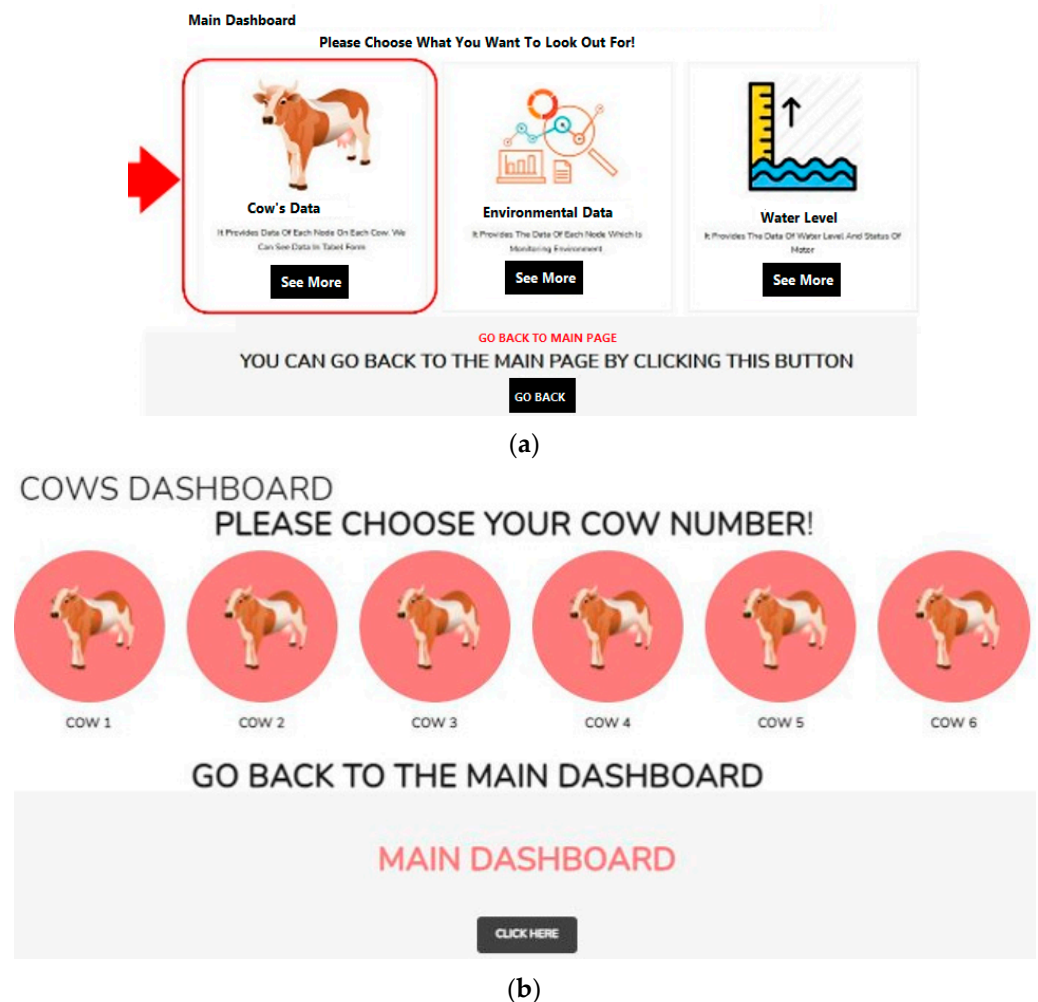 Main Dashboard
Please Choose What You Want To Look Out For!
Cow's Data
It Provides Data Of Each Node On Each Cow. We
Can See Data In Tabel Form
See More
Environmental Data
It Provides The Data Of Each Node Which Is
Monitoring Environment
See More
Water Level
It Provides The Data Of Water Level And Status Of
Motor
See More
GO BACK TO MAIN PAGE
YOU CAN GO BACK TO THE MAIN PAGE BY CLICKING THIS BUTTON
GO BACK
(a)
COWS DASHBOARD
PLEASE CHOOSE YOUR COW NUMBER!
COW 1
COW 2
COW 3
COW 4
COW 5
COW 6
GO BACK TO THE MAIN DASHBOARD
MAIN DASHBOARD
CLICK HERE
(b)